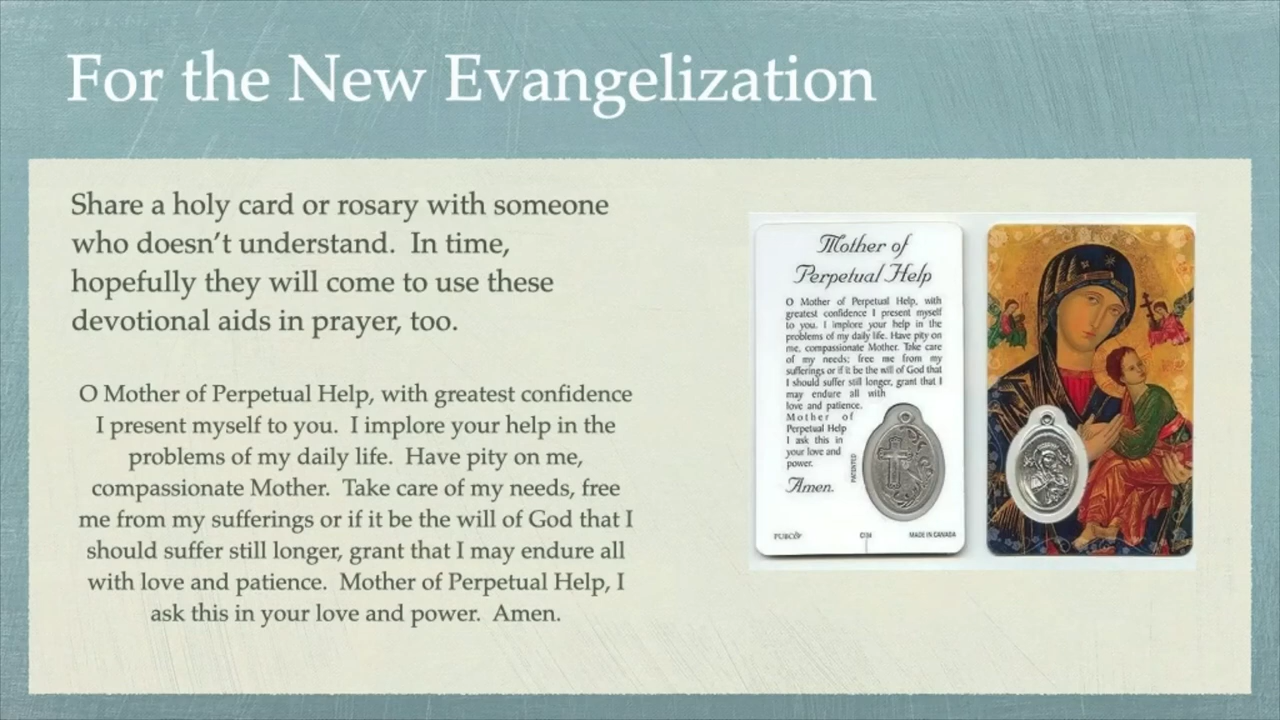 For the New Evangelization
Share a holy card or rosary with someone
who doesn’t understand.  In time,
hopefully they will come to use these
devotional aids in prayer, too.
O Mother of Perpetual Help, with greatest confidence
I present myself to you.  I implore your help in the
problems of my daily life.  Have pity on me,
compassionate Mother.  Take care of my needs, free
me from my sufferings or if it be the will of God that I
should suffer still longer, grant that I may endure all
with love and patience.  Mother of Perpetual Help, I
ask this in your love and power.  Amen.
Mother of
Perpetual Help
O Mother of Perpetual Help, with
greatest confidence I present myself
to you. I implore your help in the
problems of my daily life. Have pity on
me, compassionate Mother. Take care
of my needs; free me from my
sufferings or if it be the will of God that
I should suffer still longer, grant that I
may endure all with
love and patience.
Mother of
Perpetual Help
I ask this in
your love and
power.
Amen.
PATENTED
MADE IN CANADA